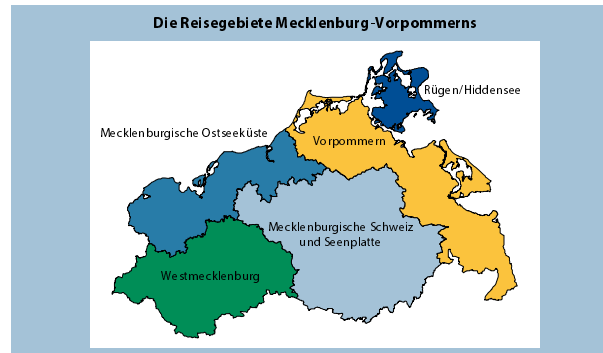 Die Reisegebiete Mecklenburg-Vorpommerns
Rügen/Hiddensee
Mecklenburgische Ostseeküste
Vorpommern
Mecklenburgische Schweiz
und Seenplatte
Westmecklenburg